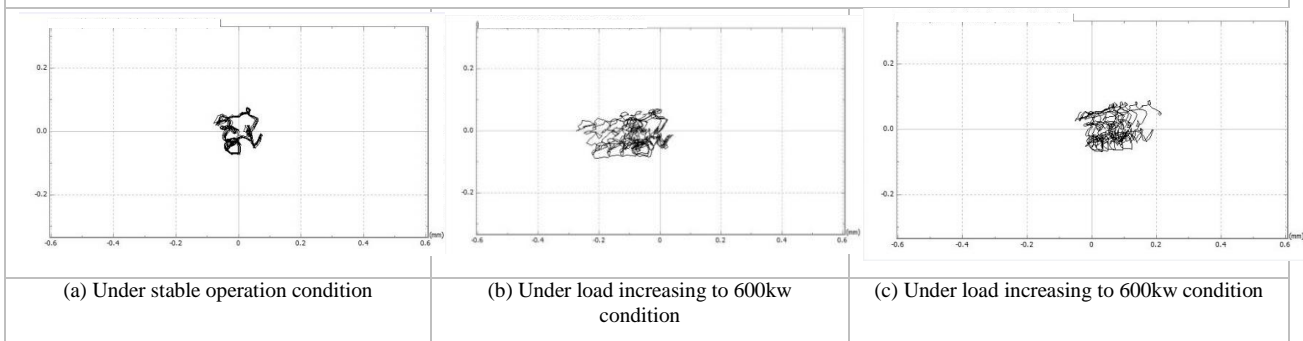 0.2
0.0
-0.2
-0.6 -0.4 -0.2 0 0.2 0.4 0.6
(mm)
0.2
0.0
-0.2
-0.6 -0.4 -0.2 0 0.2 0.4 0.6
(mm)
0.2
0.0
-0.2
-0.6 -0.4 -0.2 0 0.2 0.4 0.6
(mm)
(a) Under stable operation condition
(b) Under load increasing to 600kw
condition
(c) Under load increasing to 600kw condition